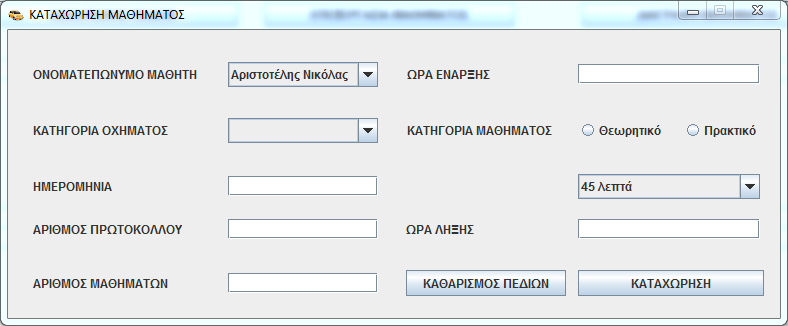 ΚΑΤΑΧΩΡΗΣΗ ΜΑΘΗΜΑΤΟΣ
ΟΝΟΜΑΤΕΠΩΝΥΜΟ ΜΑΘΗΤΗ Αριστοτέλης Νικόλας ΩΡΑ ΕΝΑΡΞΗΣ
ΚΑΤΗΓΟΡΙΑ ΟΧΗΜΑΤΟΣ ΚΑΤΗΓΟΡΙΑ ΜΑΘΗΜΑΤΟΣ Θεωρητικό Πρακτικό
ΗΜΕΡΟΜΗΝΙΑ 45 Λεπτά
ΑΡΙΘΜΟΣ ΠΡΩΤΟΚΟΛΛΟΥ ΩΡΑ ΛΗΞΗΣ
ΑΡΙΘΜΟΣ ΜΑΘΗΜΑΤΩΝ ΚΑΘΑΡΙΣΜΟΣ ΠΕΔΙΩΝ ΚΑΤΑΧΩΡΗΣΗ